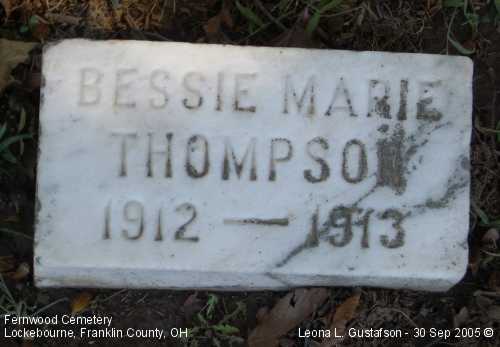 BESSIE MARIE
THOMPSON
1912 — 1913
Fernwood Cemetery
Lockebourne, Franklin County, OH
Leona L. Gustafson - 30 Sep 2005 ©